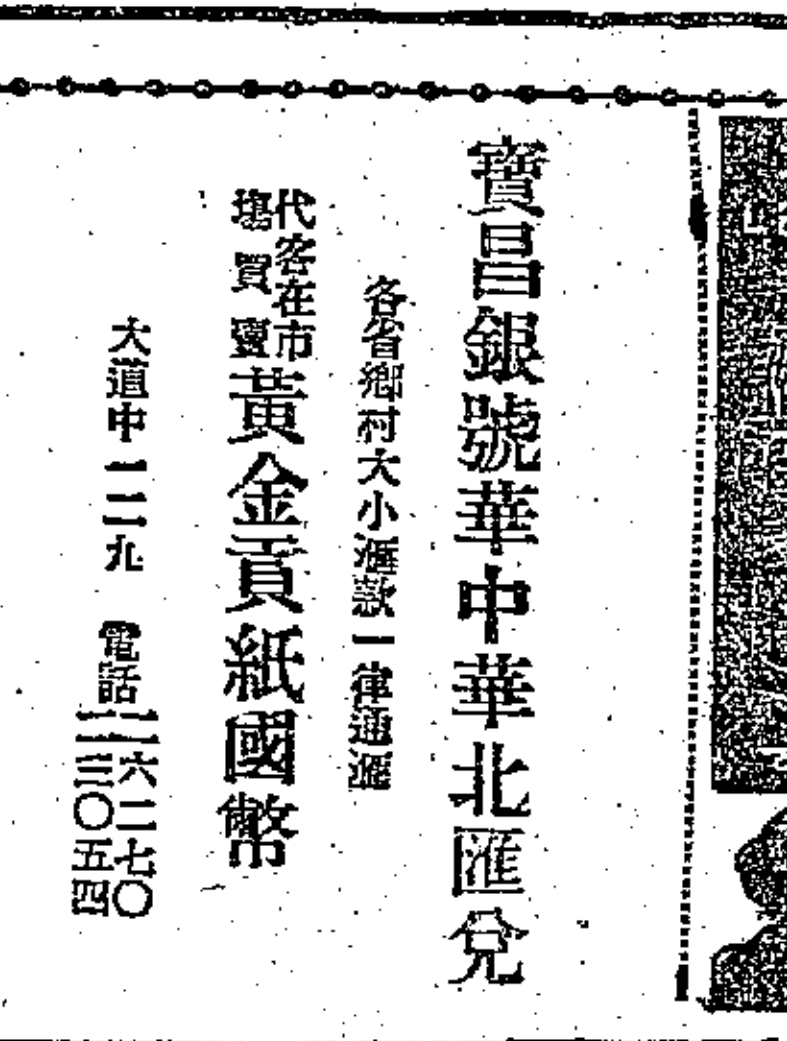 寶昌銀號華中華北匯兌
各省鄉村大小滙款一律通滙
代客在市
塲買賣
黃金貢紙國幣
大道中一一九
電話
二六二七〇
二三〇五四